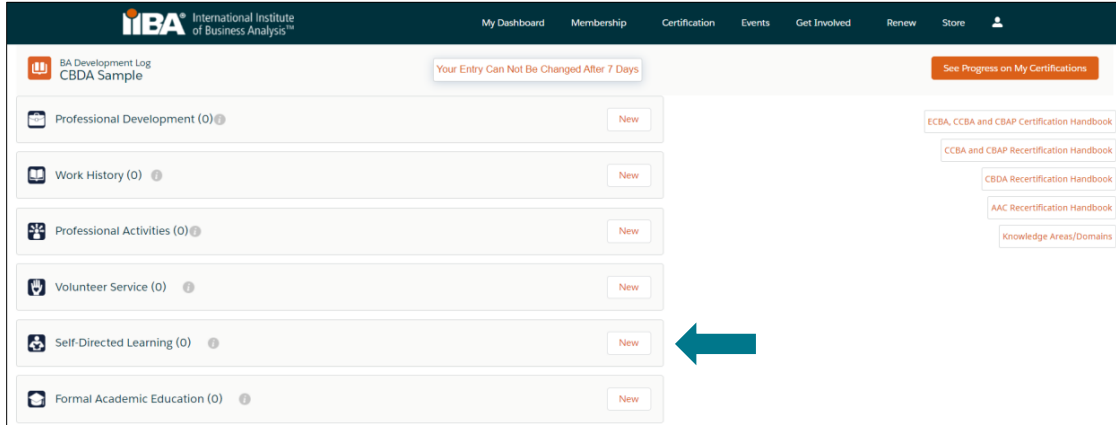 iiBA® International Institute of Business Analysis™
My Dashboard Membership Certification Events Get Involved Renew Store
BA Development Log
CBDA Sample
Your Entry Can Not Be Changed After 7 Days
See Progress on My Certifications
Professional Development (0) New
Work History (0) New
Professional Activities (0) New
Volunteer Service (0) New
Self-Directed Learning (0) New
Formal Academic Education (0) New
ECBA, CCBA and CBAP Certification Handbook
CCBA and CBAP Recertification Handbook
CBDA Recertification Handbook
AAC Recertification Handbook
Knowledge Areas/Domains